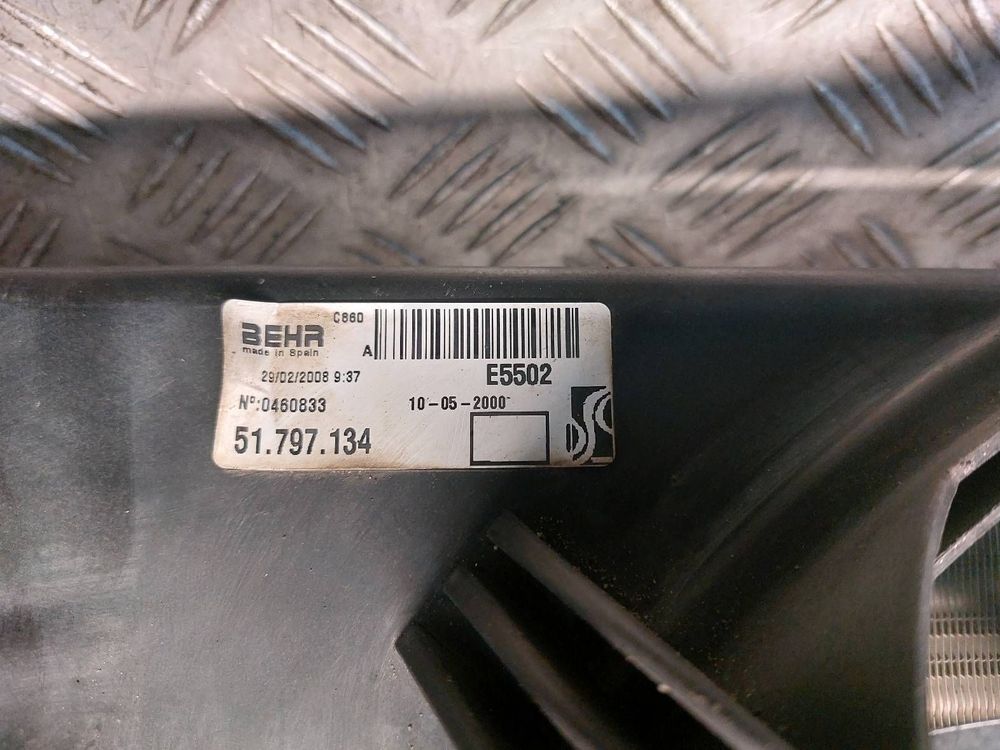 C860
BEHR
made in Spain
A
29/02/2008 9:37
E5502
Nº:0460833
10-05-2000
51.797.134